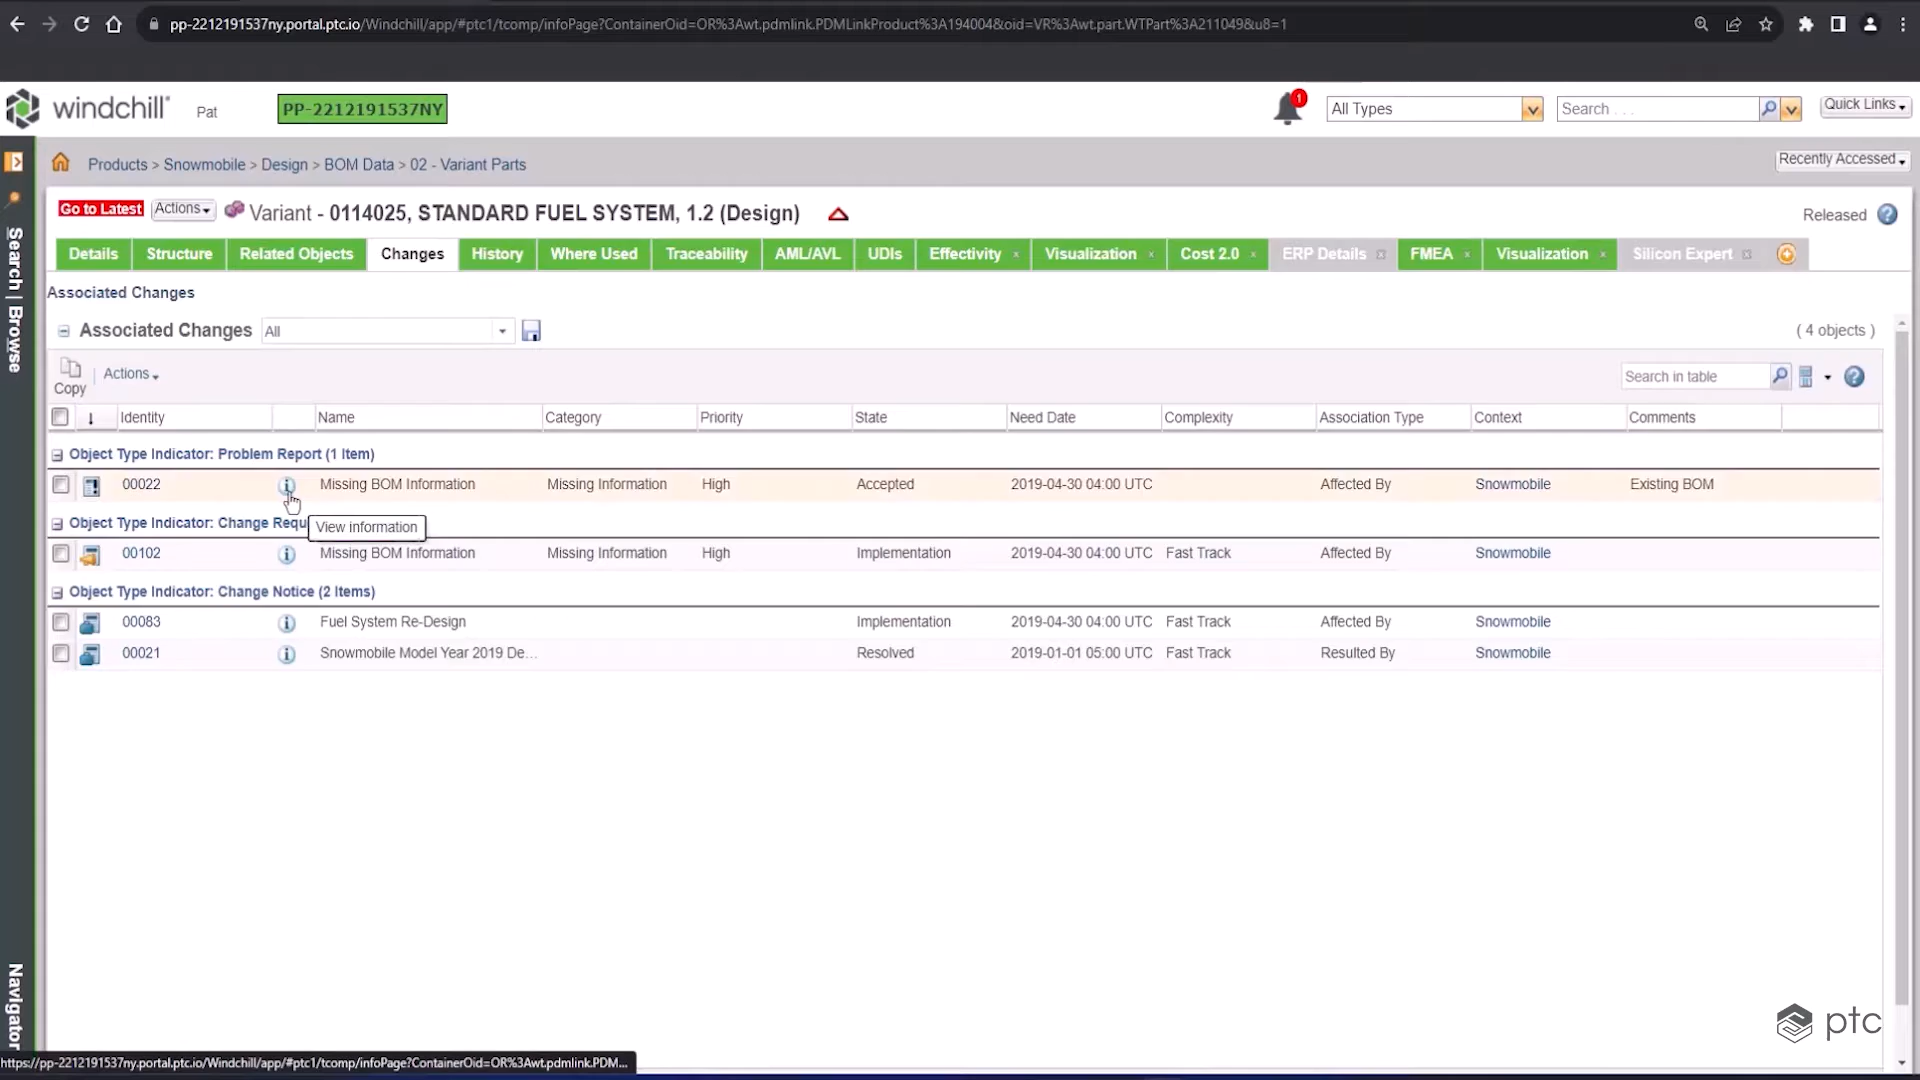 pp-2212191537ny.portal.ptc.io/Windchill/app/#ptc1/tcomp/infoPage?ContainerOid=OR%3Awt.pdmlink.PDMLinkProduct%3A194004&oid=VR%3Awt.part.WTPart%3A211049&u8=1
windchill Pat PP-2212191537NY 1 All Types Search . . . Quick Links
Products > Snowmobile > Design > BOM Data > 02 - Variant Parts Recently Accessed
Go to Latest Actions Variant - 0114025, STANDARD FUEL SYSTEM, 1.2 (Design) Released ?
Details Structure Related Objects Changes History Where Used Traceability AML/AVL UDIs Effectivity x Visualization x Cost 2.0 x ERP Details x FMEA x Visualization x Silicon Expert x
Associated Changes
Associated Changes All ( 4 objects )
Copy Actions Search in table ?
Identity Name Category Priority State Need Date Complexity Association Type Context Comments
Object Type Indicator: Problem Report (1 Item)
00022 i Missing BOM Information Missing Information High Accepted 2019-04-30 04:00 UTC Affected By Snowmobile Existing BOM
Object Type Indicator: Change Requ
View information
00102 i Missing BOM Information Missing Information High Implementation 2019-04-30 04:00 UTC Fast Track Affected By Snowmobile
Object Type Indicator: Change Notice (2 Items)
00083 i Fuel System Re-Design Implementation 2019-04-30 04:00 UTC Fast Track Affected By Snowmobile
00021 i Snowmobile Model Year 2019 De... Resolved 2019-01-01 05:00 UTC Fast Track Resulted By Snowmobile
Search | Browse
Navigator
ptc
https://pp-2212191537ny.portal.ptc.io/Windchill/app/#ptc1/tcomp/infoPage?ContainerOid=OR%3Awt.pdmlink.PDM...